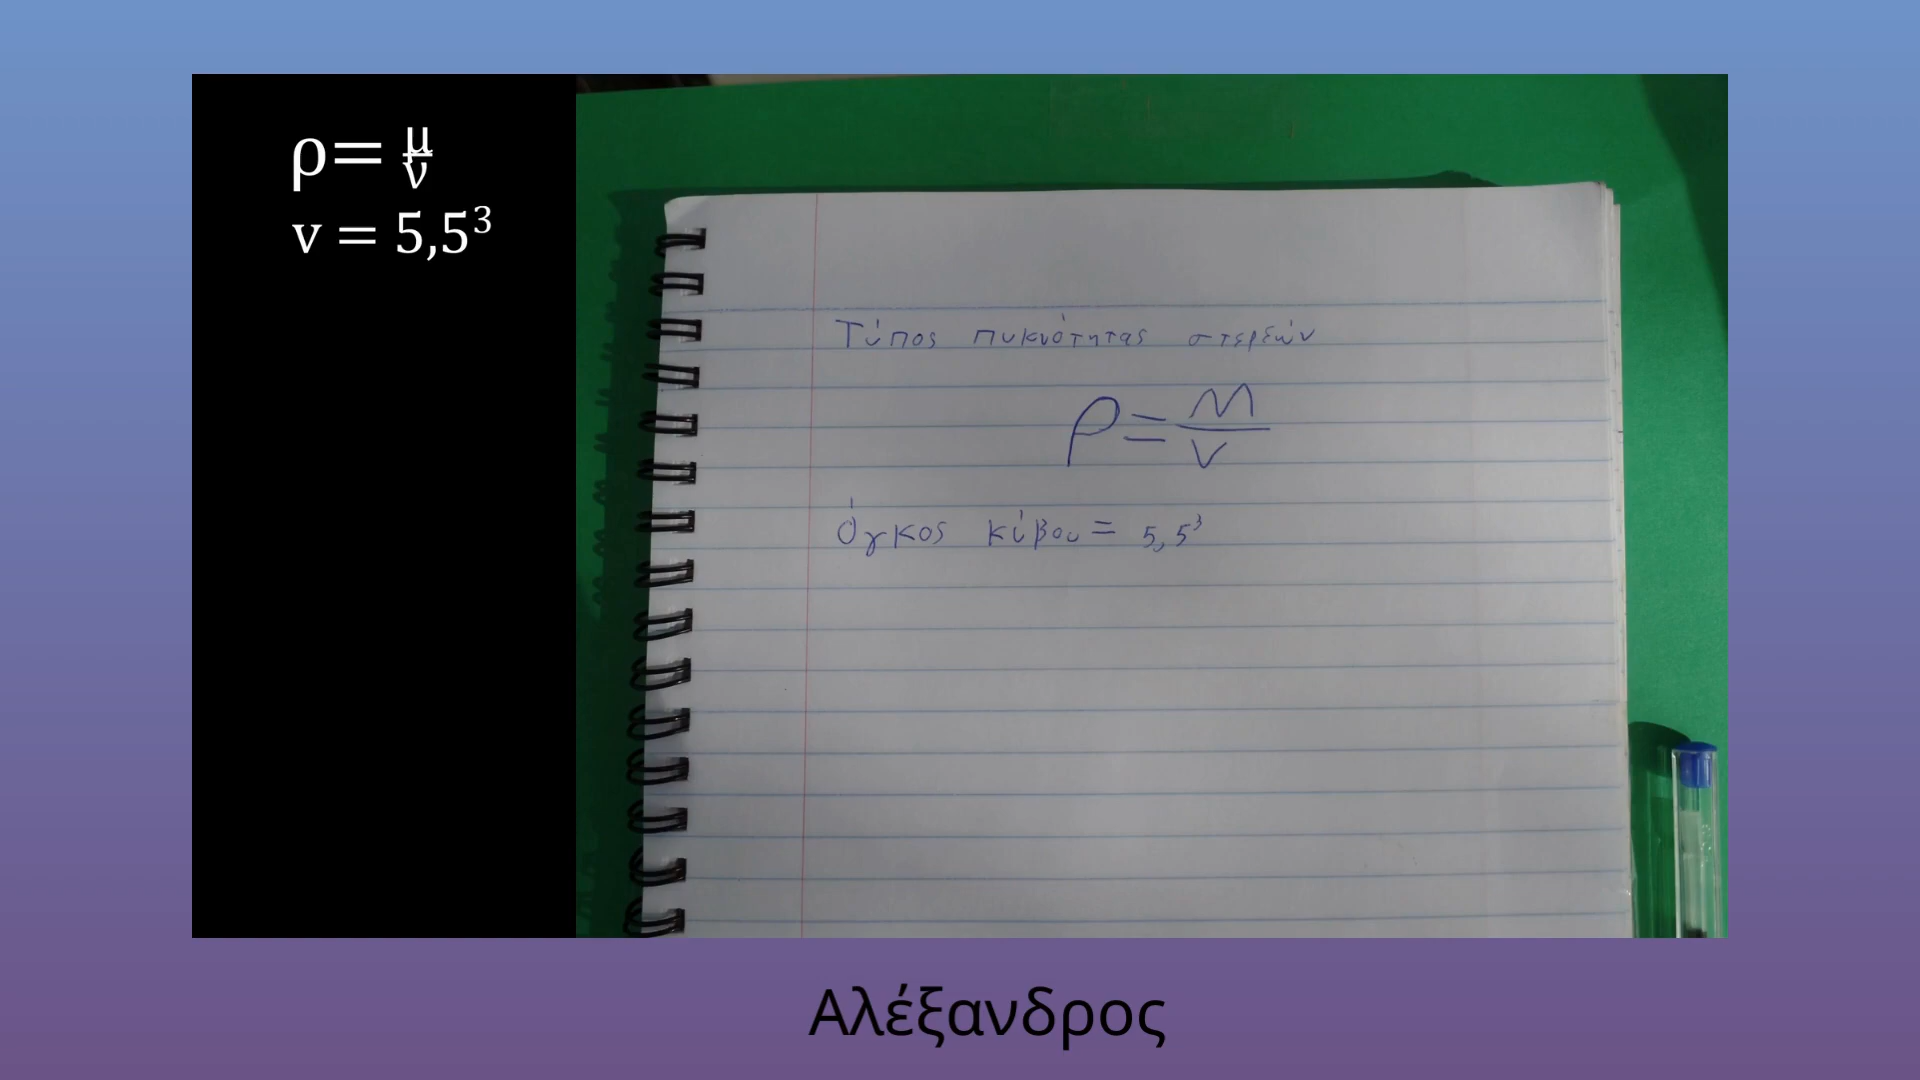 ρ= μ/ν
v = 5,5³
Τύπος πυκνότητας στερεών
ρ = M/V
Όγκος κύβου = 5,5³
Αλέξανδρος